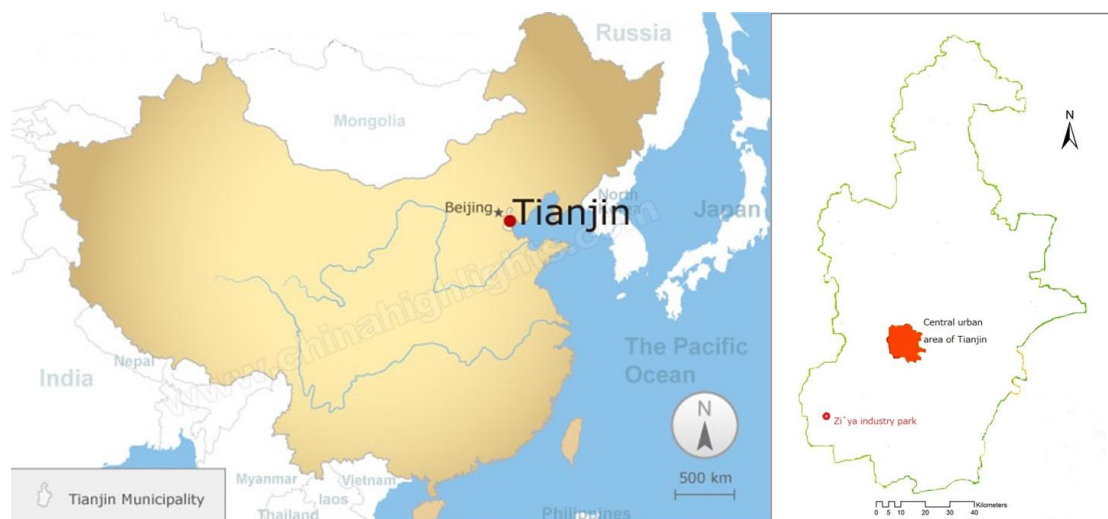 Russia
Mongolia
Beijing
Tianjin
North
Japan
www.chinahighlights.com
Nepal
India
The Pacific
Ocean
N
500 km
Myanmar
Vietnam
laos
Thailand
Philippines
Tianjin Municipality
N
Central urban
area of Tianjin
Zi`ya industry park
Kilometers
0 5 10 20 30 40